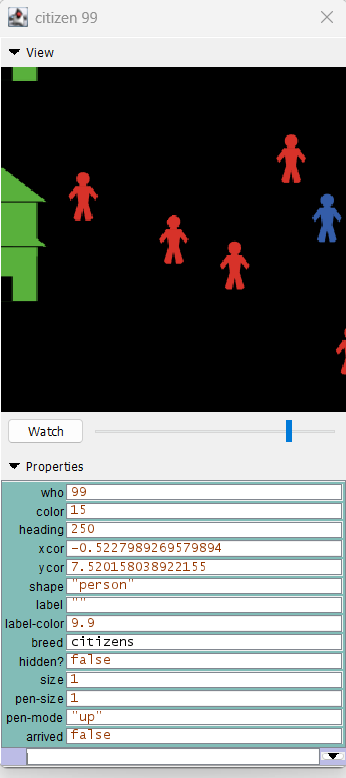 citizen 99
View
Watch
Properties
who 99
color 15
heading 250
xcor -0.5227989269579894
ycor 7.520158038922155
shape "person"
label ""
label-color 9.9
breed citizens
hidden? false
size 1
pen-size 1
pen-mode "up"
arrived false